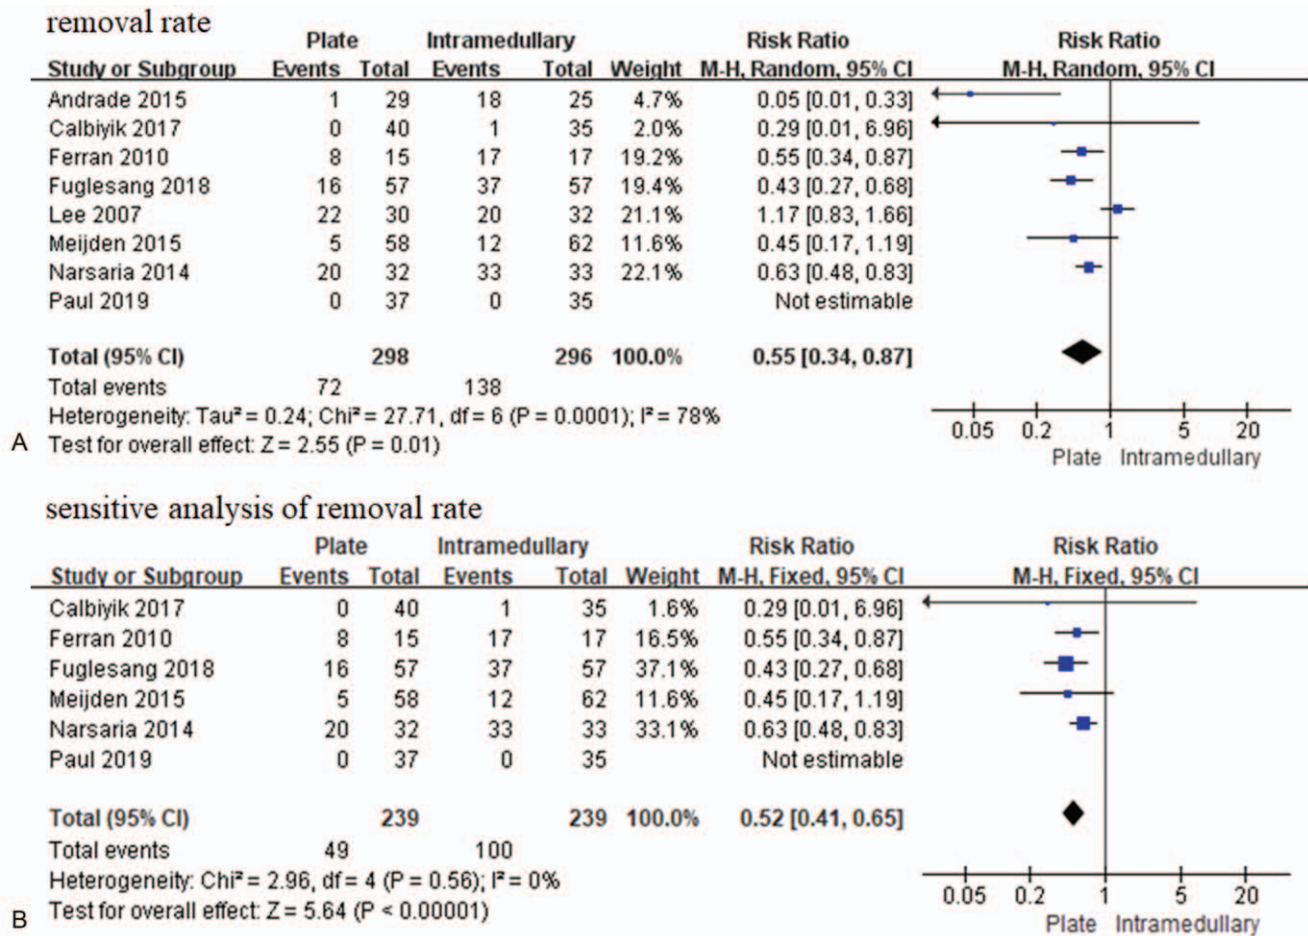 removal rate
Plate Intramedullary Risk Ratio Risk Ratio
Study or Subgroup Events Total Events Total Weight M-H, Random, 95% CI M-H, Random, 95% CI
Andrade 2015 1 29 18 25 4.7% 0.05 [0.01, 0.33]
Calbiyik 2017 0 40 1 35 2.0% 0.29 [0.01, 6.96]
Ferran 2010 8 15 17 17 19.2% 0.55 [0.34, 0.87]
Fuglesang 2018 16 57 37 57 19.4% 0.43 [0.27, 0.68]
Lee 2007 22 30 20 32 21.1% 1.17 [0.83, 1.66]
Meijden 2015 5 58 12 62 11.6% 0.45 [0.17, 1.19]
Narsaria 2014 20 32 33 33 22.1% 0.63 [0.48, 0.83]
Paul 2019 0 37 0 35 Not estimable
Total (95% CI) 298 296 100.0% 0.55 [0.34, 0.87]
Total events 72 138
Heterogeneity: Tau² = 0.24; Chi² = 27.71, df = 6 (P = 0.0001); I² = 78%
Test for overall effect: Z = 2.55 (P = 0.01)
0.05 0.2 1 5 20
Plate Intramedullary
A
sensitive analysis of removal rate
Plate Intramedullary Risk Ratio Risk Ratio
Study or Subgroup Events Total Events Total Weight M-H, Fixed, 95% CI M-H, Fixed, 95% CI
Calbiyik 2017 0 40 1 35 1.6% 0.29 [0.01, 6.96]
Ferran 2010 8 15 17 17 16.5% 0.55 [0.34, 0.87]
Fuglesang 2018 16 57 37 57 37.1% 0.43 [0.27, 0.68]
Meijden 2015 5 58 12 62 11.6% 0.45 [0.17, 1.19]
Narsaria 2014 20 32 33 33 33.1% 0.63 [0.48, 0.83]
Paul 2019 0 37 0 35 Not estimable
Total (95% CI) 239 239 100.0% 0.52 [0.41, 0.65]
Total events 49 100
Heterogeneity: Chi² = 2.96, df = 4 (P = 0.56); I² = 0%
Test for overall effect: Z = 5.64 (P < 0.00001)
0.05 0.2 1 5 20
Plate Intramedullary
B